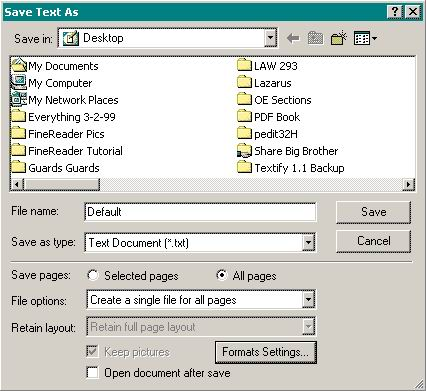 Save Text As
Save in: Desktop
My Documents
My Computer
My Network Places
Everything 3-2-99
FineReader Pics
FineReader Tutorial
Guards Guards
LAW 293
Lazarus
OE Sections
PDF Book
pedit32H
Share Big Brother
Textify 1.1 Backup
File name: Default Save
Save as type: Text Document (*.txt) Cancel
Save pages: Selected pages All pages
File options: Create a single file for all pages
Retain layout: Retain full page layout
Keep pictures Formats Settings...
Open document after save